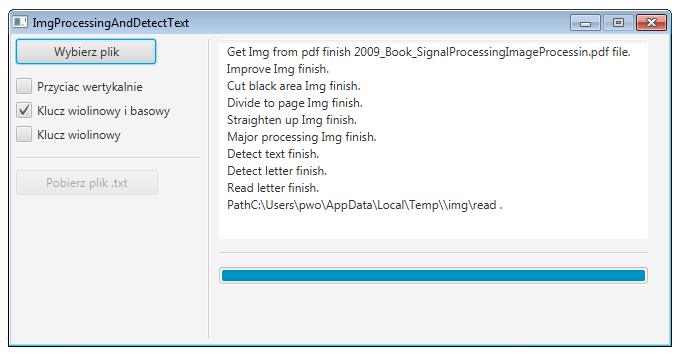 ImgProcessingAndDetectText
Wybierz plik
Przyciac wertykalnie
Klucz wiolinowy i basowy
Klucz wiolinowy
Pobierz plik .txt
Get Img from pdf finish 2009_Book_SignalProcessingImageProcessin.pdf file.
Improve Img finish.
Cut black area Img finish.
Divide to page Img finish.
Straighten up Img finish.
Major processing Img finish.
Detect text finish.
Detect letter finish.
Read letter finish.
PathC:\Users\pwo\AppData\Local\Temp\\img\read .